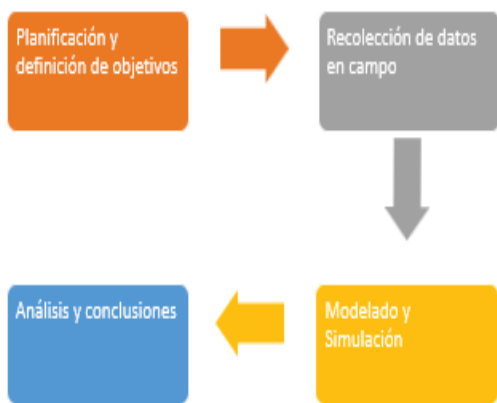 Planificación y
definición de objetivos
Recolección de datos
en campo
Modelado y
Simulación
Análisis y conclusiones